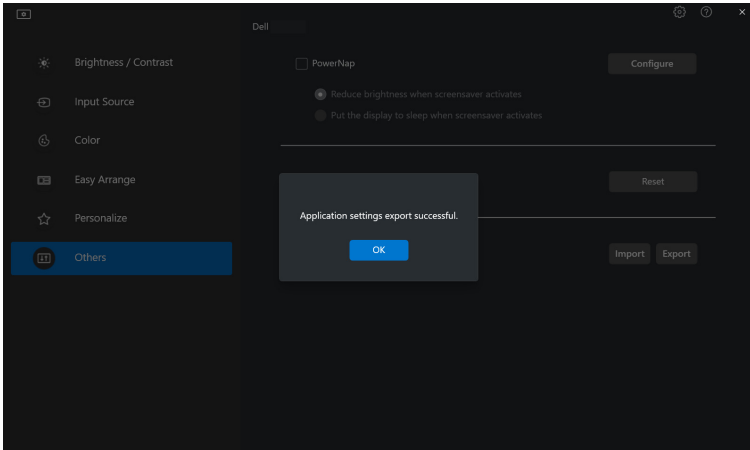 Dell
Brightness / Contrast
Input Source
Color
Easy Arrange
Personalize
Others
PowerNap
Configure
Reduce brightness when screensaver activates
Put the display to sleep when screensaver activates
Reset
Application settings export successful.
OK
Import Export